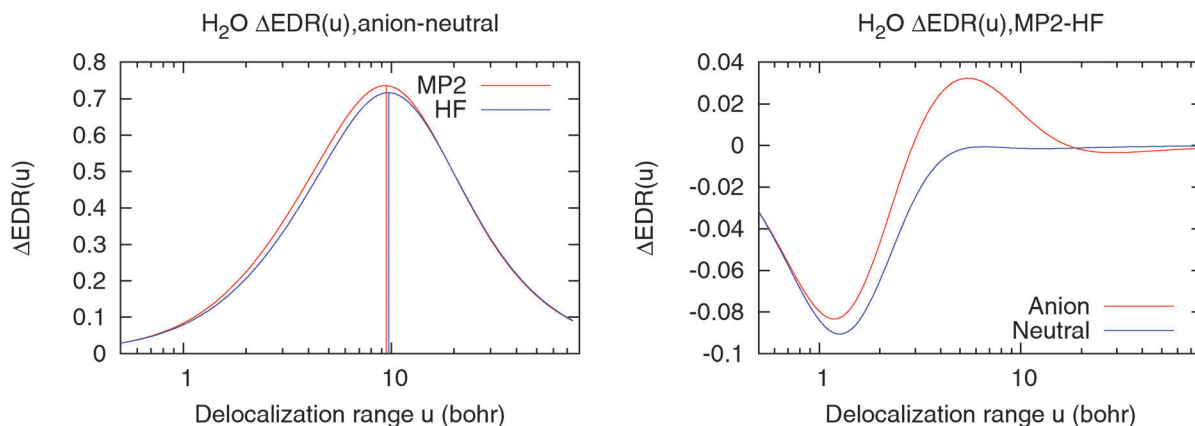 H2O ΔEDR(u),anion-neutral
ΔEDR(u)
0.8
0.7
0.6
0.5
0.4
0.3
0.2
0.1
0
MP2
HF
1
10
Delocalization range u (bohr)
H2O ΔEDR(u),MP2-HF
ΔEDR(u)
0.04
0.02
0
-0.02
-0.04
-0.06
-0.08
-0.1
Anion
Neutral
1
10
Delocalization range u (bohr)